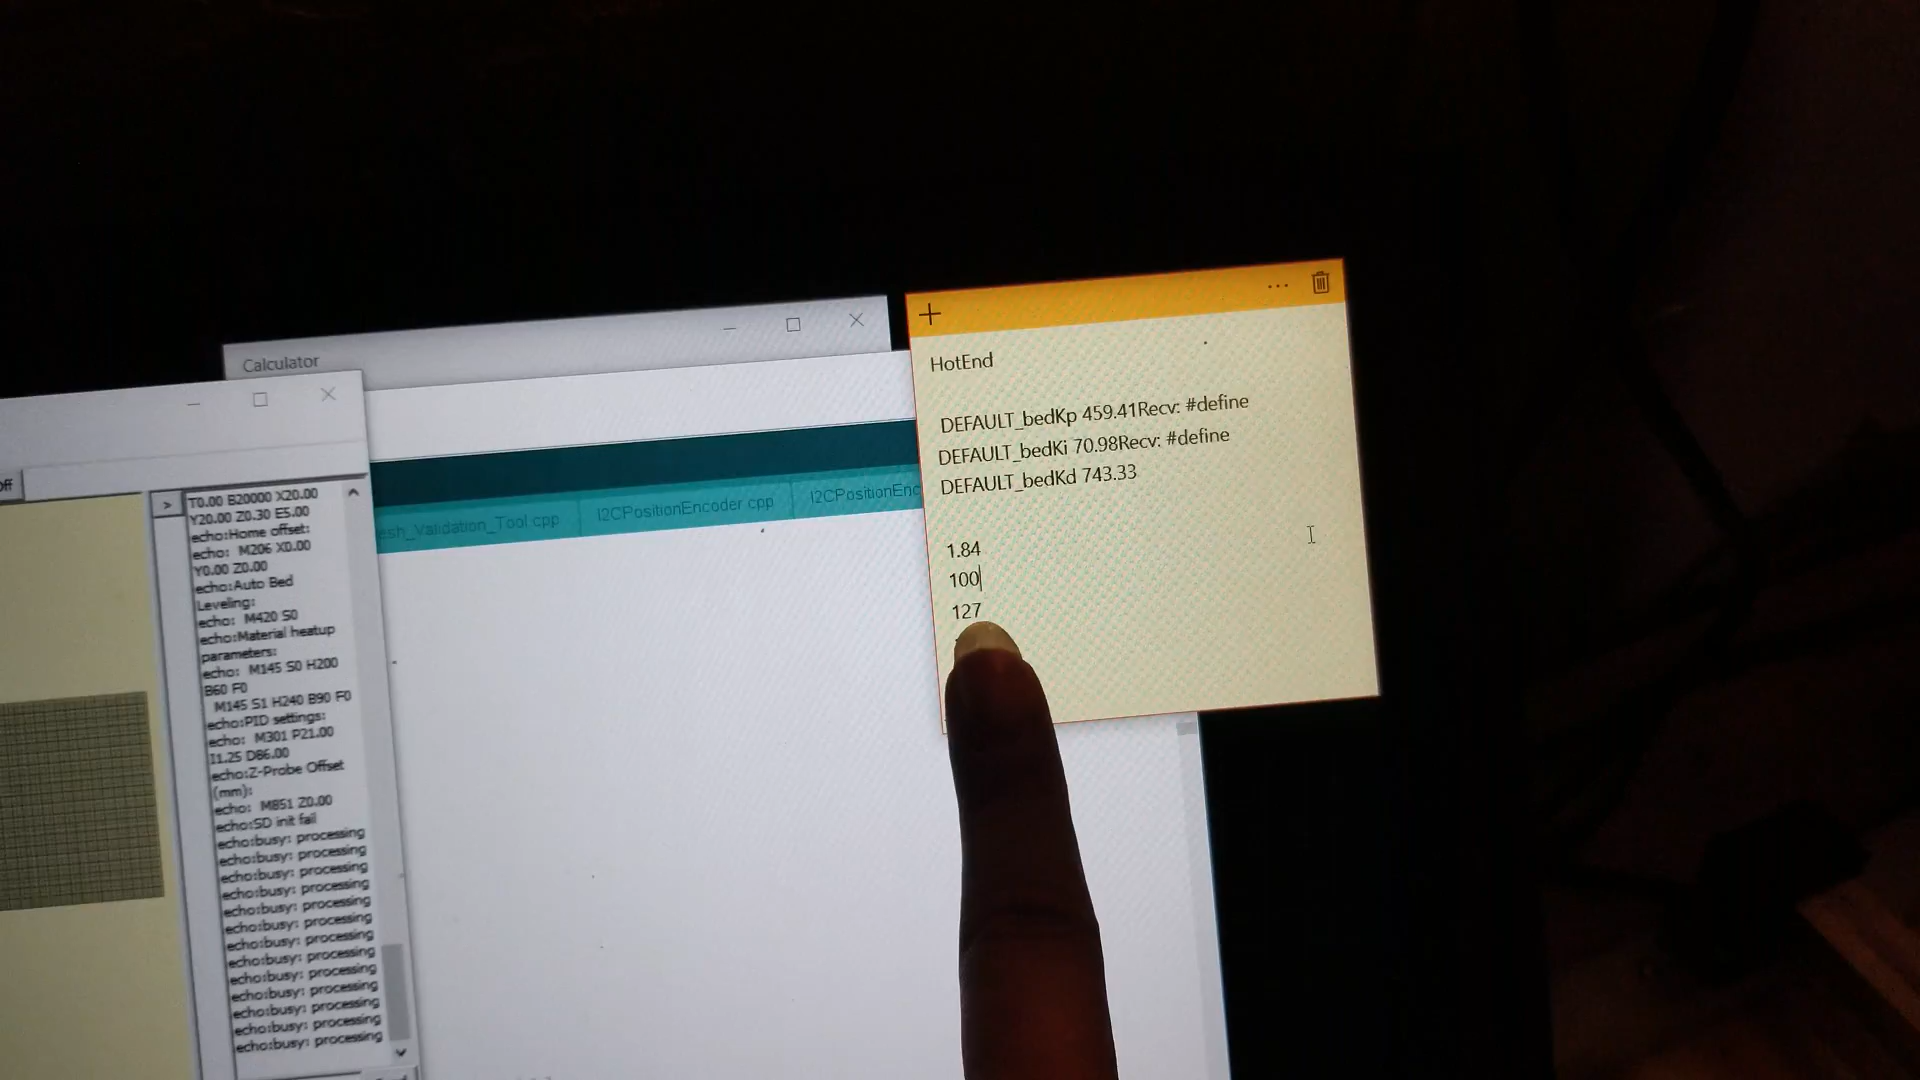 Calculator
off
>
T0.00 B20000 X20.00
Y20.00 Z0.30 E5.00
echo:Home offset:
echo: M206 X0.00
Y0.00 Z0.00
echo:Auto Bed
Leveling:
echo: M420 S0
echo:Material heatup
parameters:
echo: M145 S0 H200
B60 F0
M145 S1 H240 B90 F0
echo:PID settings:
echo: M301 P21.00
I1.25 D86.00
echo:Z-Probe Offset
(mm):
echo: M851 Z0.00
echo:SD init fail
echo:busy: processing
echo:busy: processing
echo:busy: processing
echo:busy: processing
echo:busy: processing
echo:busy: processing
echo:busy: processing
echo:busy: processing
echo:busy: processing
echo:busy: processing
echo:busy: processing
echo:busy: processing
echo:busy: processing
esh_Validation_Tool.cpp
I2CPositionEncoder.cpp
I2CPositionEnc
HotEnd
DEFAULT_bedKp 459.41Recv: #define
DEFAULT_bedKi 70.98Recv: #define
DEFAULT_bedKd 743.33
1.84
100
127